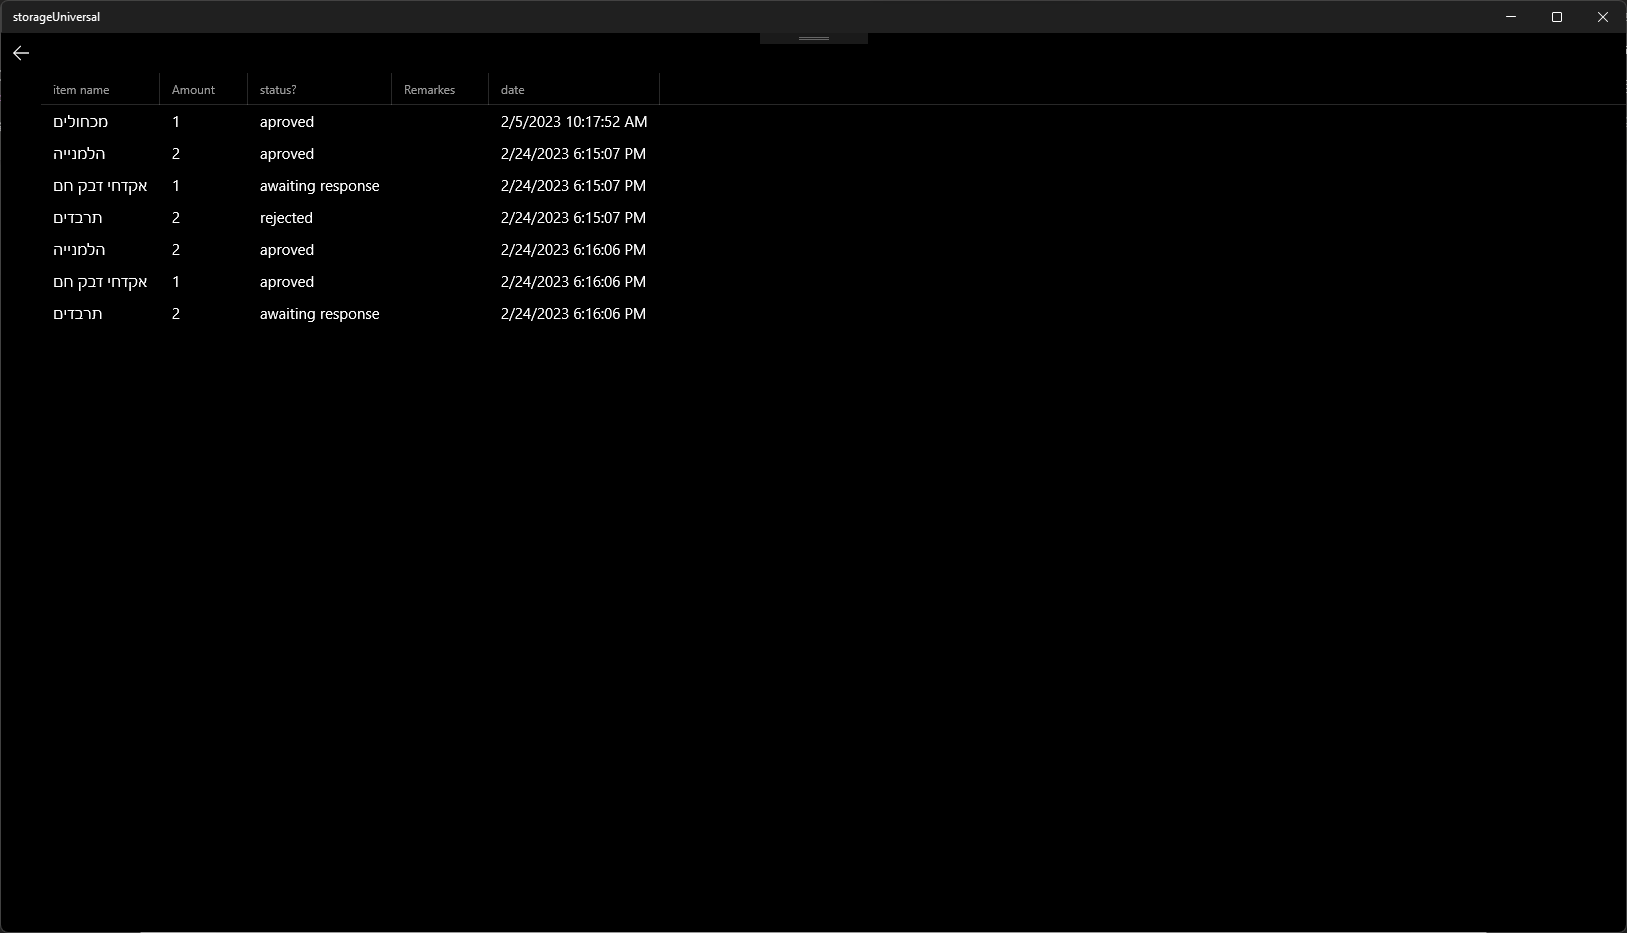 storageUniversal
item name Amount status? Remarkes date
מכחולים 1 aproved 2/5/2023 10:17:52 AM
הלמנייה 2 aproved 2/24/2023 6:15:07 PM
אקדחי דבק חם 1 awaiting response 2/24/2023 6:15:07 PM
תרבדים 2 rejected 2/24/2023 6:15:07 PM
הלמנייה 2 aproved 2/24/2023 6:16:06 PM
אקדחי דבק חם 1 aproved 2/24/2023 6:16:06 PM
תרבדים 2 awaiting response 2/24/2023 6:16:06 PM